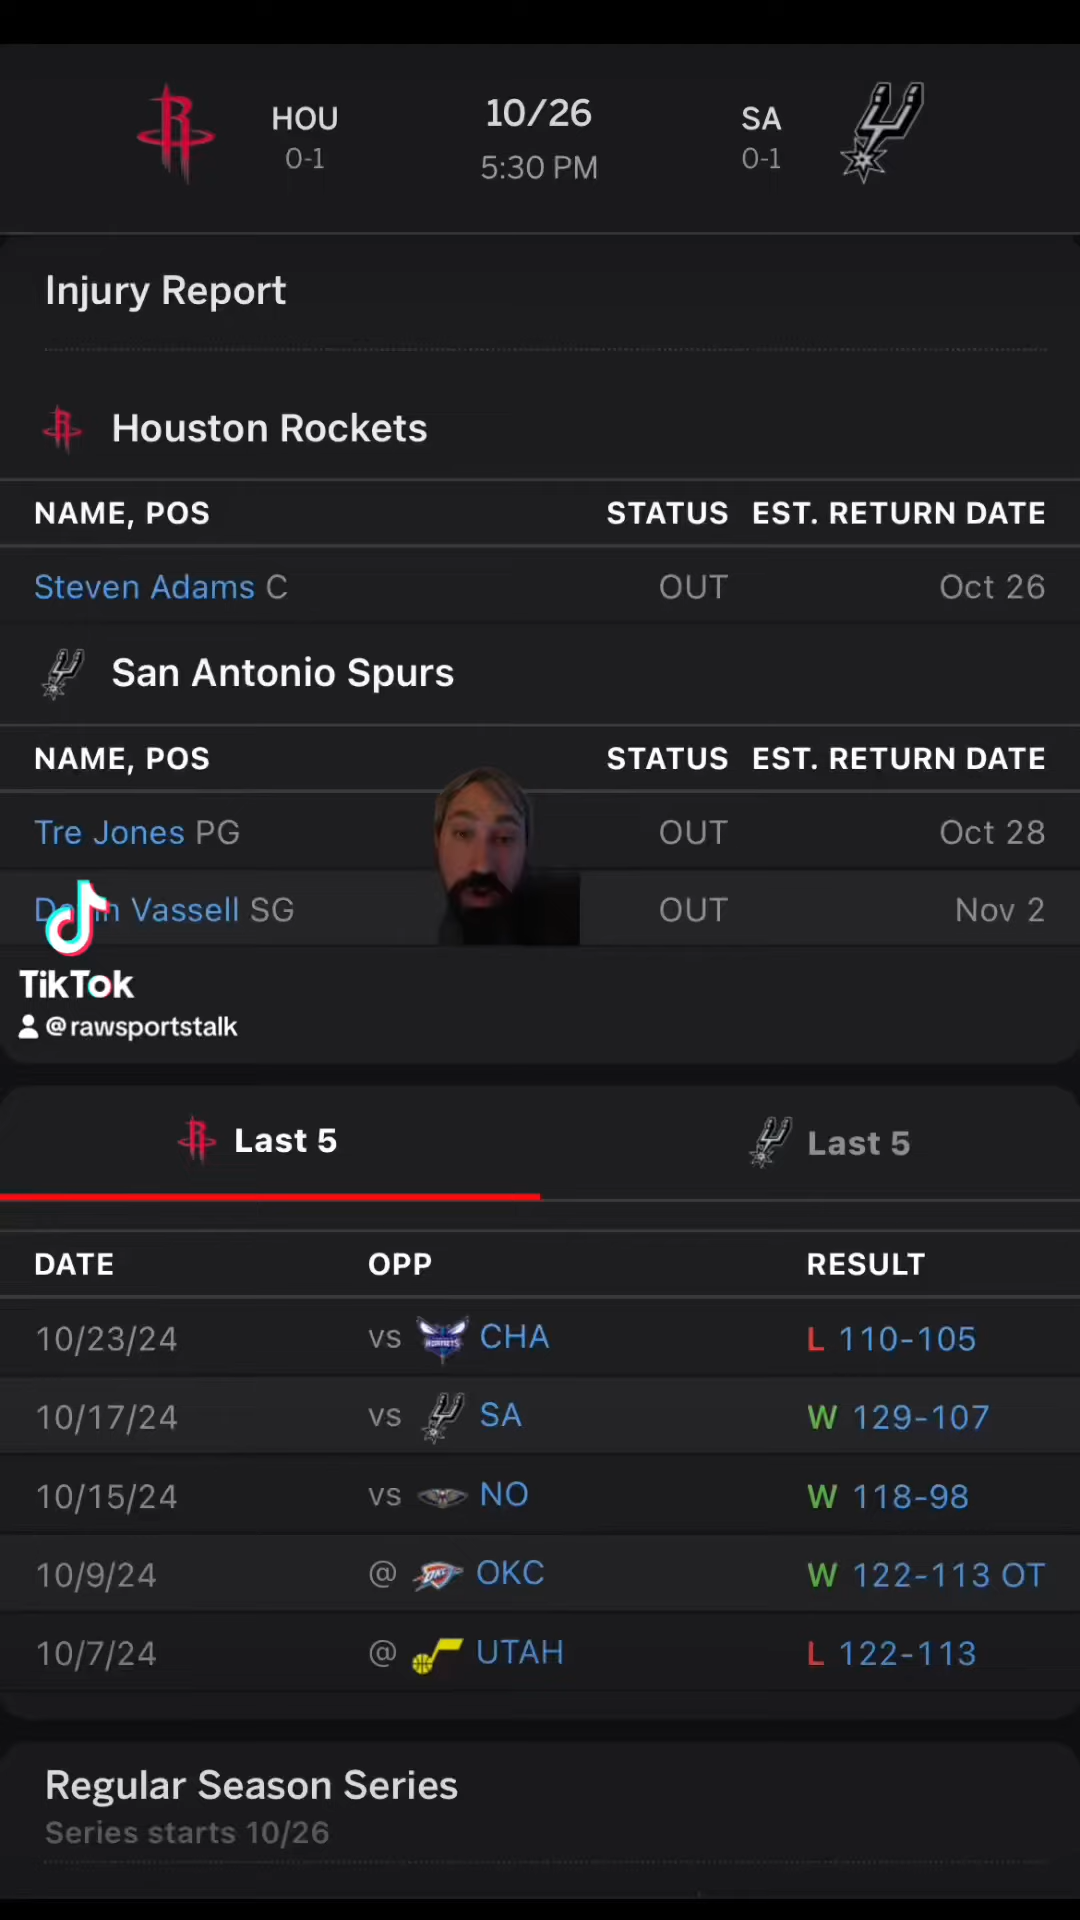 HOU 10/26 SA
0-1 5:30 PM 0-1
Injury Report
Houston Rockets
NAME, POS STATUS EST. RETURN DATE
Steven Adams C OUT Oct 26
San Antonio Spurs
NAME, POS STATUS EST. RETURN DATE
Tre Jones PG OUT Oct 28
Vassell SG OUT Nov 2
TikTok
@rawsportstalk
Last 5 Last 5
DATE OPP RESULT
10/23/24 vs HORNETS CHA L 110-105
10/17/24 vs SA W 129-107
10/15/24 vs NO W 118-98
10/9/24 @ OKC OKC W 122-113 OT
10/7/24 @ UTAH L 122-113
Regular Season Series
Series starts 10/26